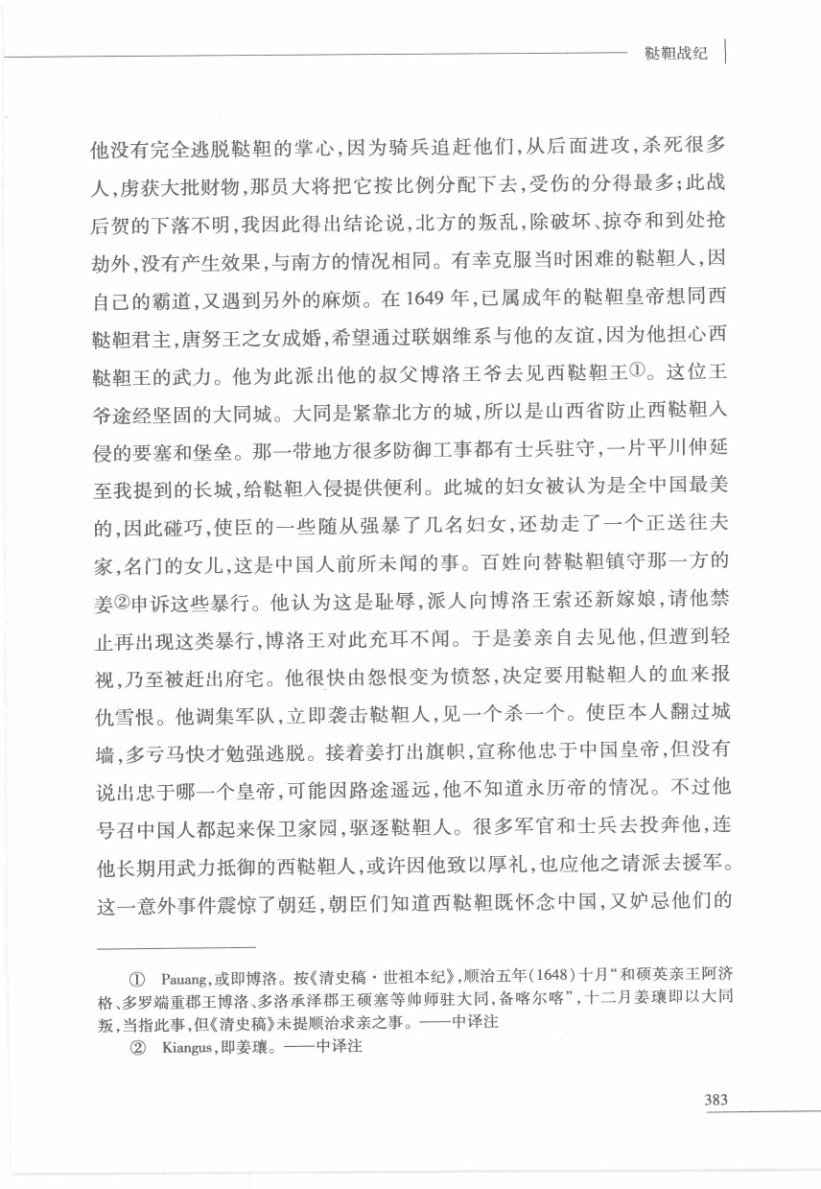 鞑靼战纪
他没有完全逃脱鞑靼的掌心,因为骑兵追赶他们,从后面进攻,杀死很多
人,虏获大批财物,那员大将把它按比例分配下去,受伤的分得最多;此战
后贺的下落不明,我因此得出结论说,北方的叛乱,除破坏、掠夺和到处抢
劫外,没有产生效果,与南方的情况相同。有幸克服当时困难的鞑靼人,因
自己的霸道,又遇到另外的麻烦。在 1649 年,已属成年的鞑靼皇帝想同西
鞑靼君主,唐努王之女成婚,希望通过联姻维系与他的友谊,因为他担心西
鞑靼王的武力。他为此派出他的叔父博洛王爷去见西鞑靼王①。这位王
爷途经坚固的大同城。大同是紧靠北方的城,所以是山西省防止西鞑靼入
侵的要塞和堡垒。那一带地方很多防御工事都有士兵驻守,一片平川伸延
至我提到的长城,给鞑靼入侵提供便利。此城的妇女被认为是全中国最美
的,因此碰巧,使臣的一些随从强暴了几名妇女,还劫走了一个正送往夫
家,名门的女儿,这是中国人前所未闻的事。百姓向替鞑靼镇守那一方的
姜②申诉这些暴行。他认为这是耻辱,派人向博洛王索还新嫁娘,请他禁
止再出现这类暴行,博洛王对此充耳不闻。于是姜亲自去见他,但遭到轻
视,乃至被赶出府宅。他很快由怨恨变为愤怒,决定要用鞑靼人的血来报
仇雪恨。他调集军队,立即袭击鞑靼人,见一个杀一个。使臣本人翻过城
墙,多亏马快才勉强逃脱。接着姜打出旗帜,宣称他忠于中国皇帝,但没有
说出忠于哪一个皇帝,可能因路途遥远,他不知道永历帝的情况。不过他
号召中国人都起来保卫家园,驱逐鞑靼人。很多军官和士兵去投奔他,连
他长期用武力抵御的西鞑靼人,或许因他致以厚礼,也应他之请派去援军。
这一意外事件震惊了朝廷,朝臣们知道西鞑靼既怀念中国,又妒忌他们的
① Pauang,或即博洛。按《清史稿·世祖本纪》,顺治五年(1648)十月“和硕英亲王阿济
格、多罗端重郡王博洛、多洛承泽郡王硕塞等帅师驻大同,备喀尔喀”,十二月姜瓖即以大同
叛,当指此事,但《清史稿》未提顺治求亲之事。——中译注
② Kiangus,即姜瓖。——中译注
383